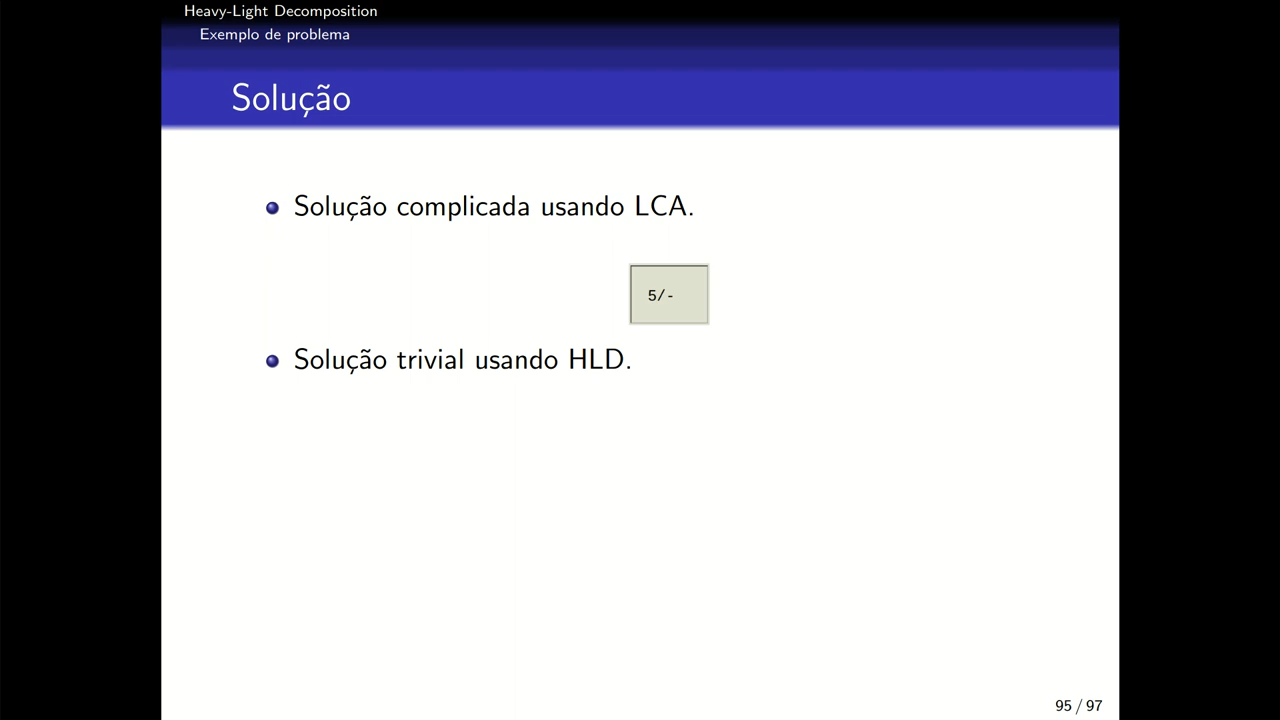 Heavy-Light Decomposition
Exemplo de problema
Solução
Solução complicada usando LCA.
5/-
Solução trivial usando HLD.
95 / 97